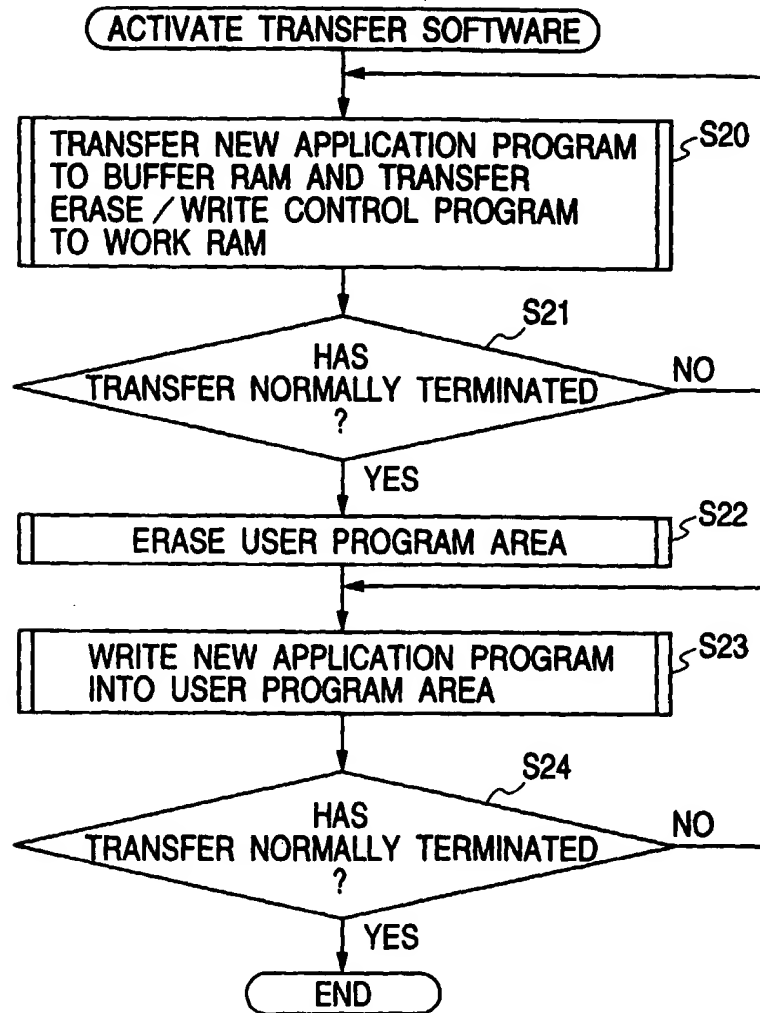 ACTIVATE TRANSFER SOFTWARE
TRANSFER NEW APPLICATION PROGRAM
TO BUFFER RAM AND TRANSFER
ERASE / WRITE CONTROL PROGRAM
TO WORK RAM
S20
S21
HAS
TRANSFER NORMALLY TERMINATED
?
NO
YES
ERASE USER PROGRAM AREA
S22
WRITE NEW APPLICATION PROGRAM
INTO USER PROGRAM AREA
S23
S24
HAS
TRANSFER NORMALLY TERMINATED
?
NO
YES
END